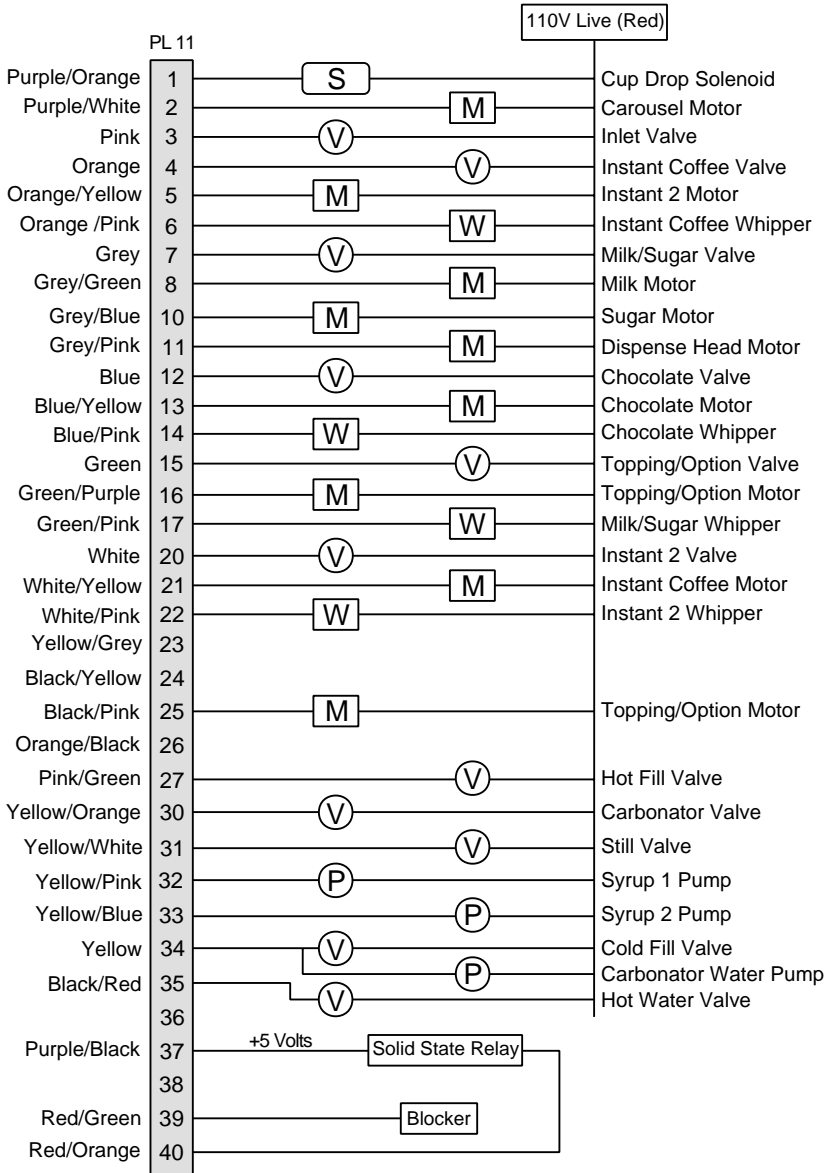 110V Live (Red)
PL 11
Purple/Orange 1 S Cup Drop Solenoid
Purple/White 2 M Carousel Motor
Pink 3 V Inlet Valve
Orange 4 V Instant Coffee Valve
Orange/Yellow 5 M Instant 2 Motor
Orange /Pink 6 W Instant Coffee Whipper
Grey 7 V Milk/Sugar Valve
Grey/Green 8 M Milk Motor
Grey/Blue 10 M Sugar Motor
Grey/Pink 11 M Dispense Head Motor
Blue 12 V Chocolate Valve
Blue/Yellow 13 M Chocolate Motor
Blue/Pink 14 W Chocolate Whipper
Green 15 V Topping/Option Valve
Green/Purple 16 M Topping/Option Motor
Green/Pink 17 W Milk/Sugar Whipper
White 20 V Instant 2 Valve
White/Yellow 21 M Instant Coffee Motor
White/Pink 22 W Instant 2 Whipper
Yellow/Grey 23
Black/Yellow 24
Black/Pink 25 M Topping/Option Motor
Orange/Black 26
Pink/Green 27 V Hot Fill Valve
Yellow/Orange 30 V Carbonator Valve
Yellow/White 31 V Still Valve
Yellow/Pink 32 P Syrup 1 Pump
Yellow/Blue 33 P Syrup 2 Pump
Yellow 34 V Cold Fill Valve
P Carbonator Water Pump
Black/Red 35 V Hot Water Valve
36
Purple/Black 37 +5 Volts Solid State Relay
38
Red/Green 39 Blocker
Red/Orange 40